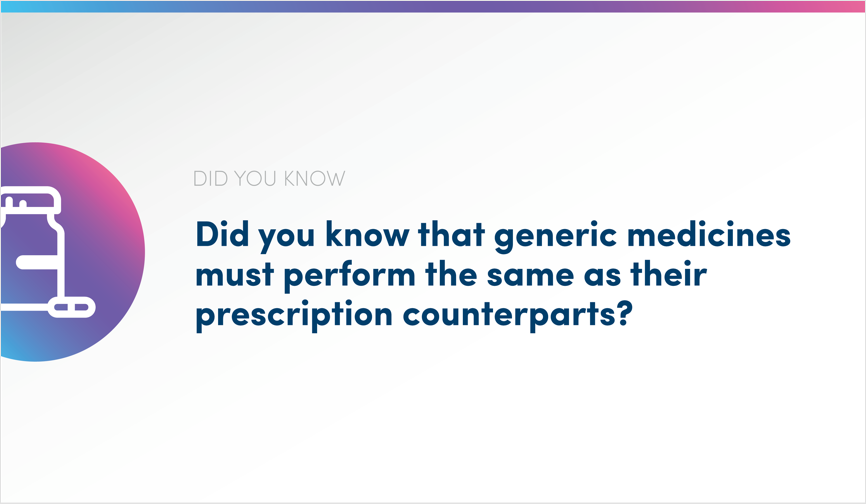 DID YOU KNOW
Did you know that generic medicines
must perform the same as their
prescription counterparts?